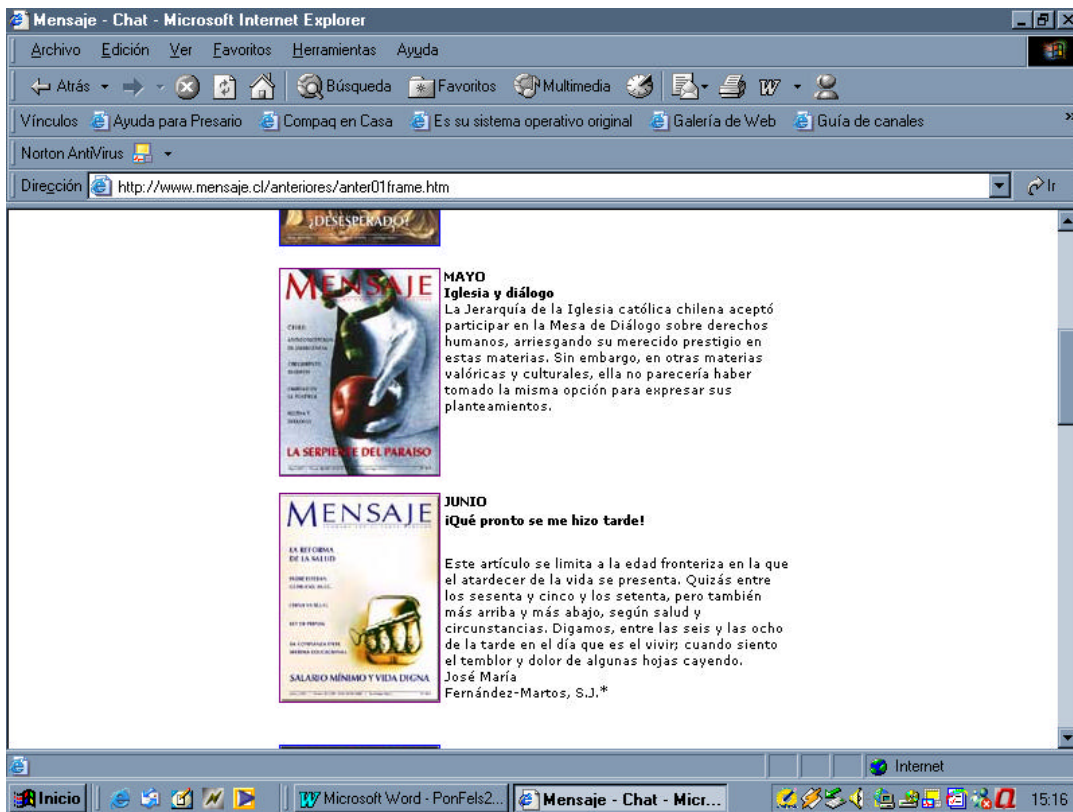 Mensaje - Chat - Microsoft Internet Explorer
Archivo Edición Ver Favoritos Herramientas Ayuda
Atrás Búsqueda Favoritos Multimedia
Vínculos Ayuda para Presario Compaq en Casa Es su sistema operativo original Galería de Web Guía de canales »
Norton AntiVirus
Dirección http://www.mensaje.cl/anteriores/anter01frame.htm Ir
¿DESESPERADO?
MENSAJE
CHILE
LA SERPIENTE DEL PARAISO
MAYO
Iglesia y diálogo
La Jerarquía de la Iglesia católica chilena aceptó
participar en la Mesa de Diálogo sobre derechos
humanos, arriesgando su merecido prestigio en
estas materias. Sin embargo, en otras materias
valóricas y culturales, ella no parecería haber
tomado la misma opción para expresar sus
planteamientos.
MENSAJE
LA REFORMA
DE LA SALUD
SALARIO MÍNIMO Y VIDA DIGNA
JUNIO
¡Qué pronto se me hizo tarde!
Este artículo se limita a la edad fronteriza en la que
el atardecer de la vida se presenta. Quizás entre
los sesenta y cinco y los setenta, pero también
más arriba y más abajo, según salud y
circunstancias. Digamos, entre las seis y las ocho
de la tarde en el día que es el vivir; cuando siento
el temblor y dolor de algunas hojas cayendo.
José María
Fernández-Martos, S.J.*
Internet
Inicio Microsoft Word - PonFels2... Mensaje - Chat - Micr... 15:16